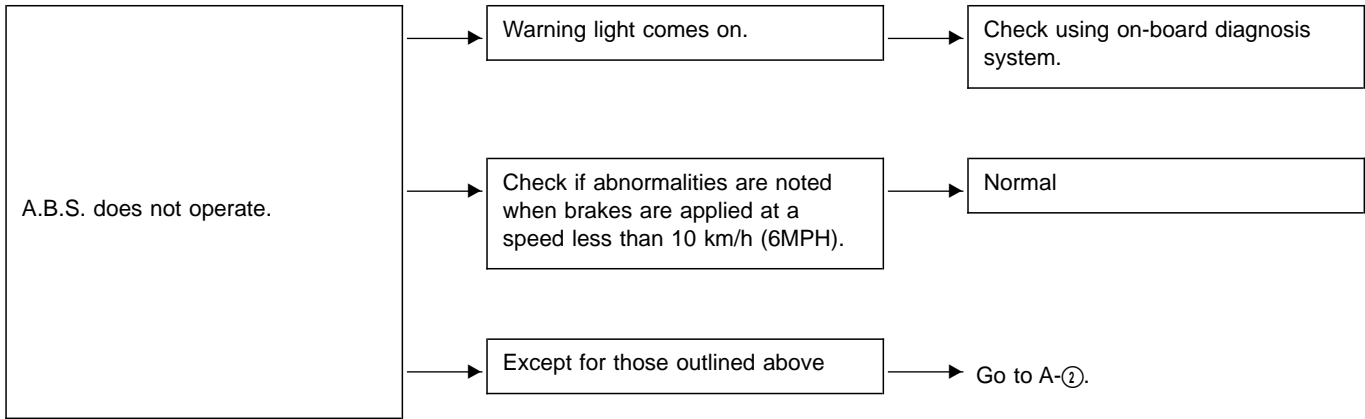 A.B.S. does not operate.
Warning light comes on.
Check using on-board diagnosis
system.
Check if abnormalities are noted
when brakes are applied at a
speed less than 10 km/h (6MPH).
Normal
Except for those outlined above
Go to A-②.